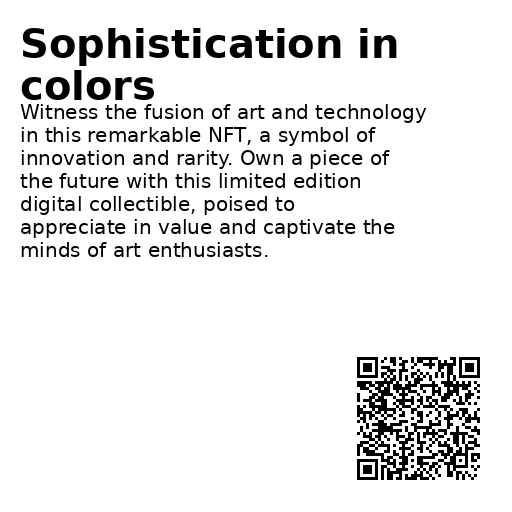 Sophistication in
colors
Witness the fusion of art and technology
in this remarkable NFT, a symbol of
innovation and rarity. Own a piece of
the future with this limited edition
digital collectible, poised to
appreciate in value and captivate the
minds of art enthusiasts.